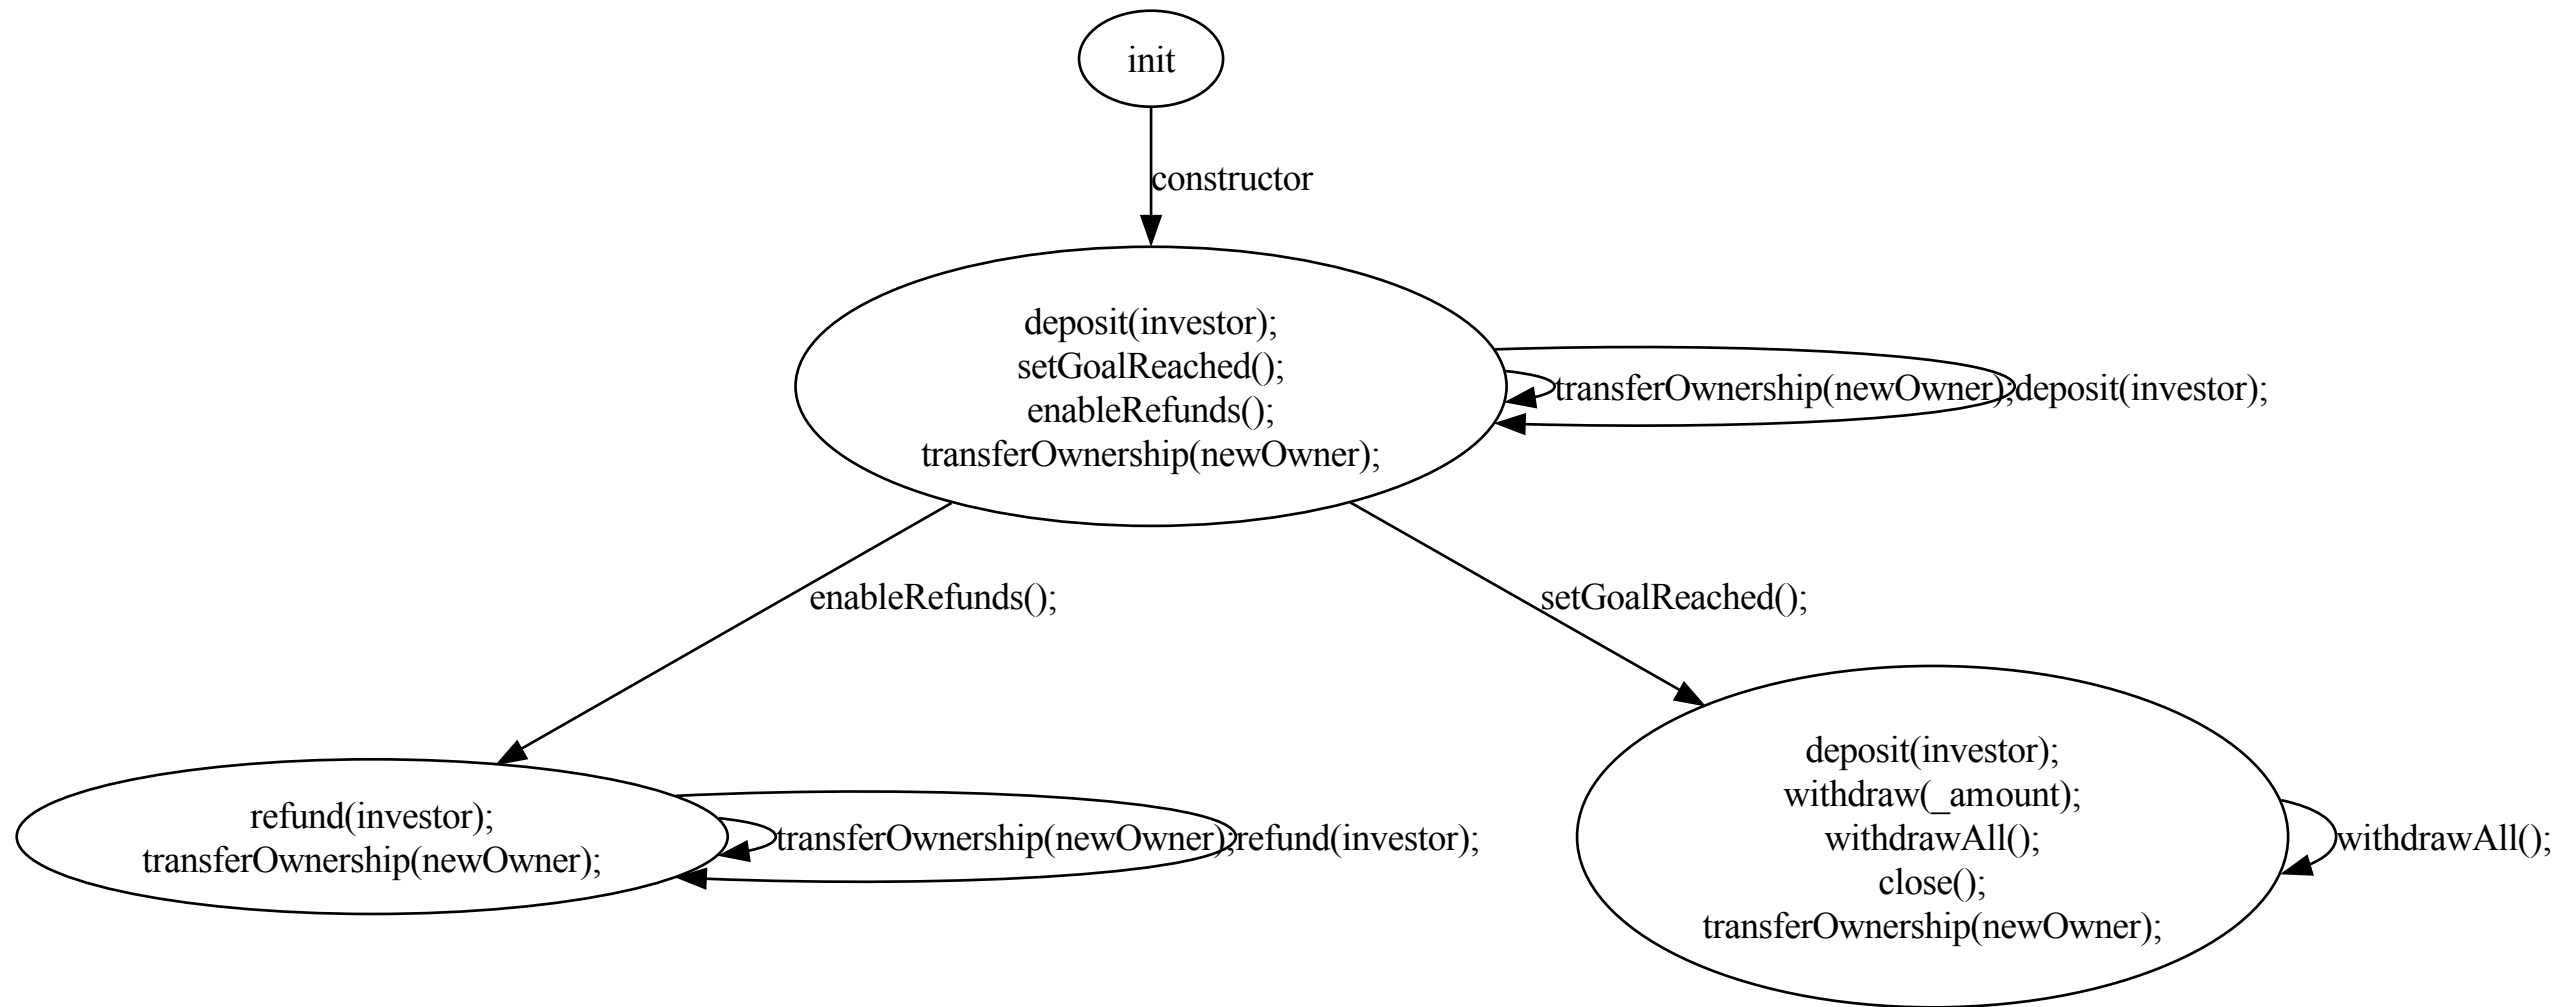 init
constructor
deposit(investor);
setGoalReached();
enableRefunds();
transferOwnership(newOwner);
transferOwnership(newOwner);
deposit(investor);
enableRefunds();
setGoalReached();
refund(investor);
transferOwnership(newOwner);
transferOwnership(newOwner);
refund(investor);
deposit(investor);
withdraw(_amount);
withdrawAll();
close();
transferOwnership(newOwner);
withdrawAll();